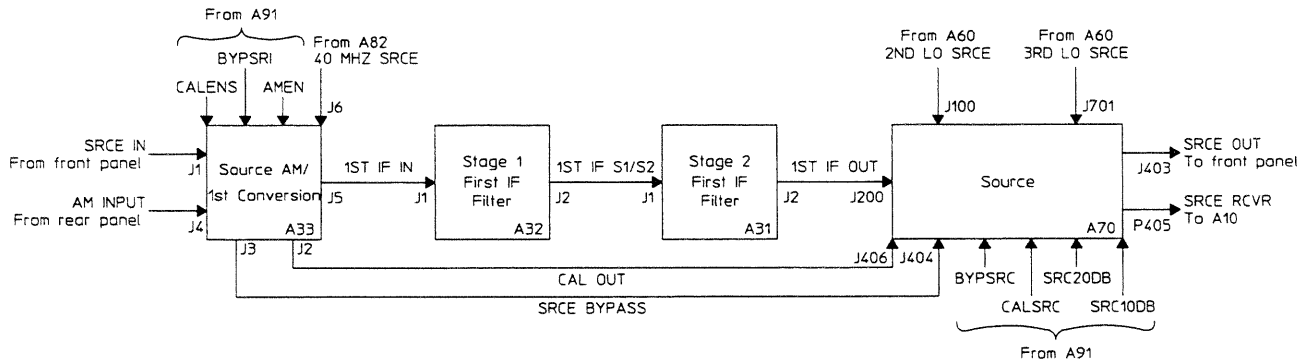 From A91
BYPSRI
CALENS
AMEN
From A82
40 MHZ SRCE
J6
SRCE IN
From front panel
J1
AM INPUT
From rear panel
J4
Source AM/
1st Conversion
A33
J3
J2
J5
1ST IF IN
J1
Stage 1
First IF
Filter
A32
J2
1ST IF S1/S2
J1
Stage 2
First IF
Filter
A31
J2
1ST IF OUT
J200
From A60
2ND LO SRCE
J100
From A60
3RD LO SRCE
J701
Source
A70
SRCE OUT
To front panel
J403
SRCE RCVR
To A10
P405
J406
J404
CAL OUT
SRCE BYPASS
BYPSRC
CALSRC
SRC20DB
SRC10DB
From A91